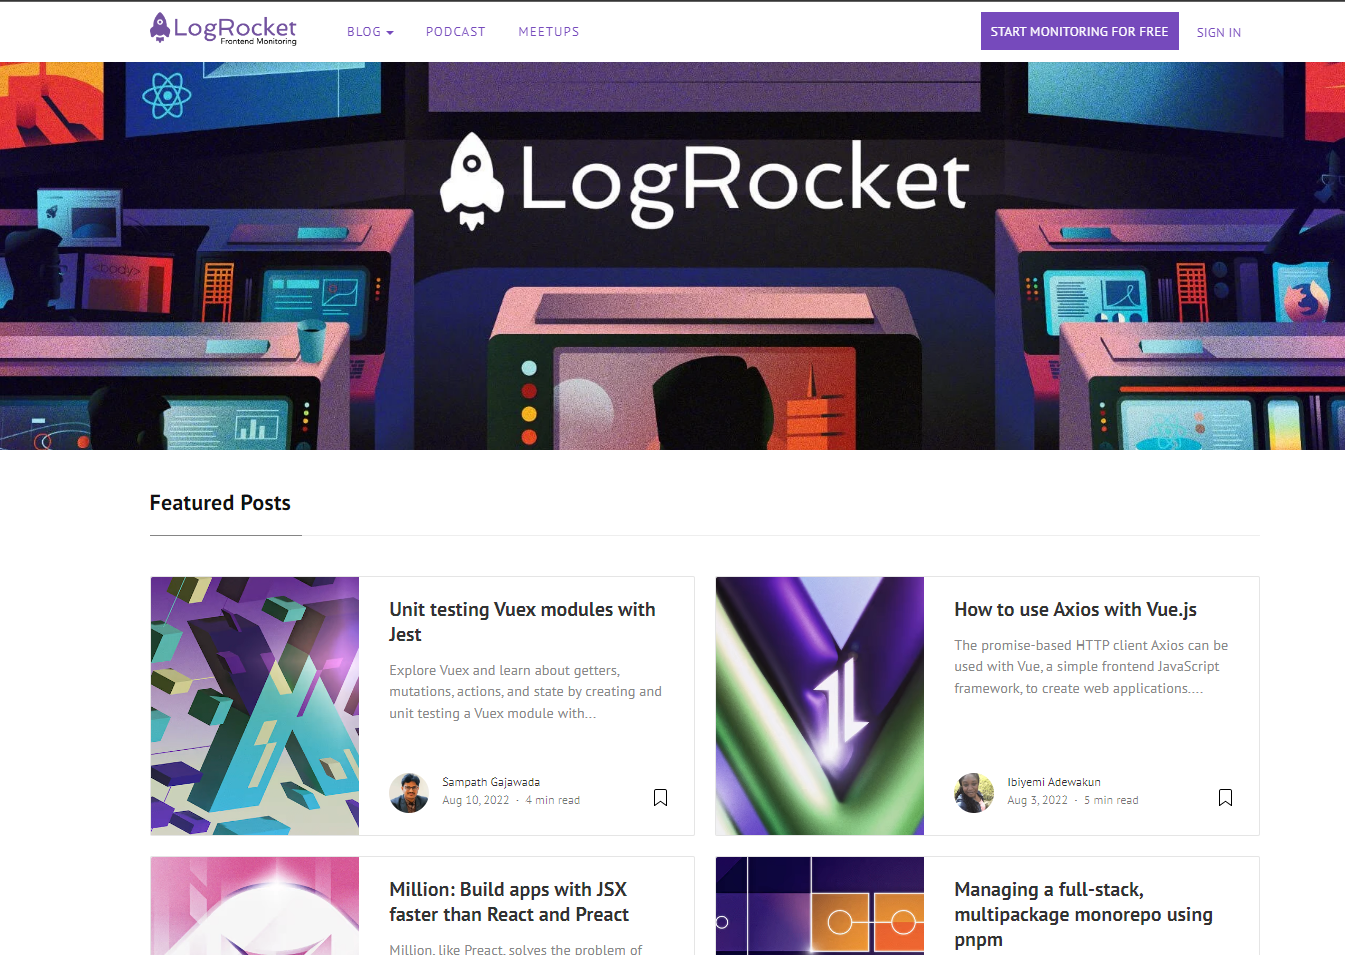 LogRocket
Frontend Monitoring
BLOG
PODCAST
MEETUPS
START MONITORING FOR FREE
SIGN IN
LogRocket
<body>
Featured Posts
Unit testing Vuex modules with
Jest
Explore Vuex and learn about getters,
mutations, actions, and state by creating and
unit testing a Vuex module with...
Sampath Gajawada
Aug 10, 2022 · 4 min read
How to use Axios with Vue.js
The promise-based HTTP client Axios can be
used with Vue, a simple frontend JavaScript
framework, to create web applications....
Ibiyemi Adewakun
Aug 3, 2022 · 5 min read
Million: Build apps with JSX
faster than React and Preact
Million, like Preact, solves the problem of
Managing a full-stack,
multipackage monorepo using
pnpm